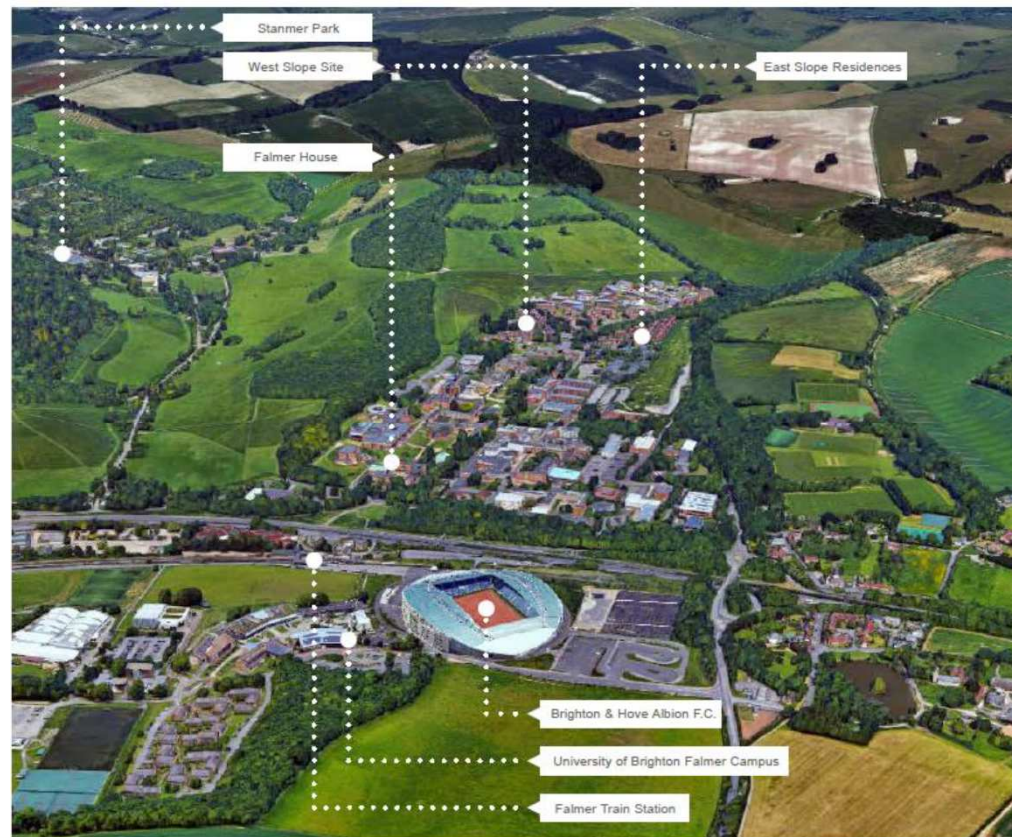 Stanmer Park
West Slope Site
East Slope Residences
Falmer House
Brighton & Hove Albion F.C.
University of Brighton Falmer Campus
Falmer Train Station